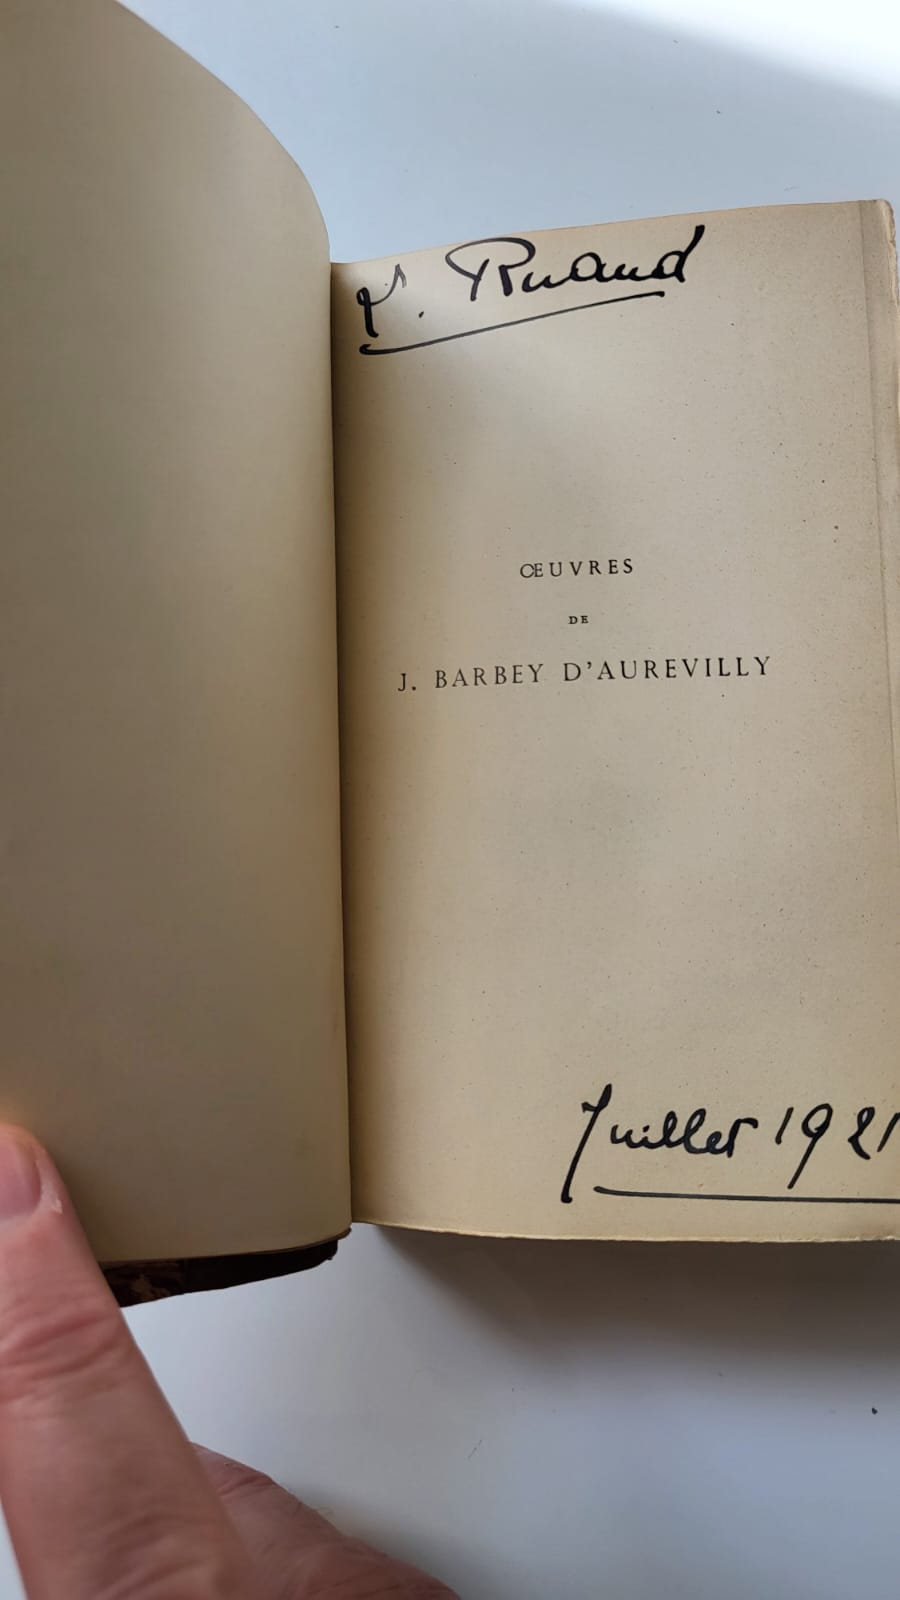 Ruaud
ŒUVRES
DE
J. BARBEY D'AUREVILLY
Juillet 1921